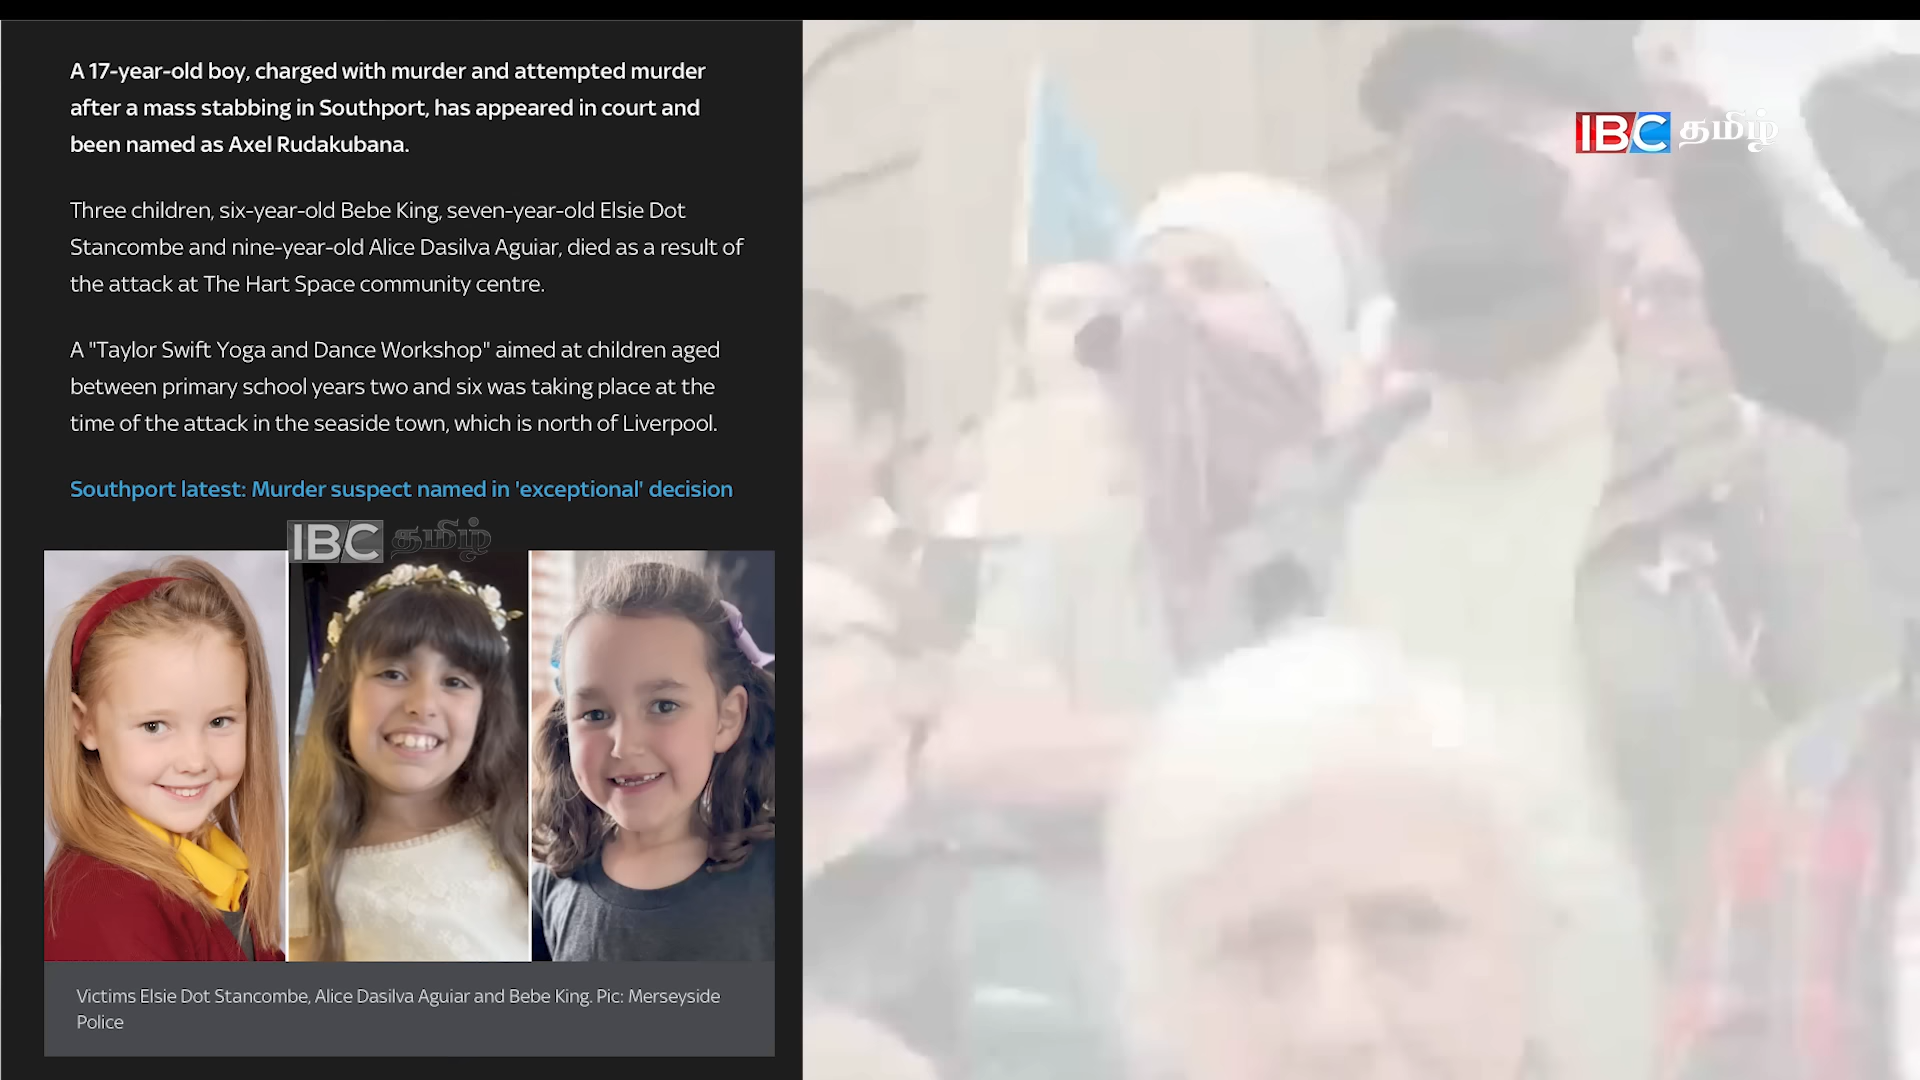 A 17-year-old boy, charged with murder and attempted murder
after a mass stabbing in Southport, has appeared in court and
been named as Axel Rudakubana.
Three children, six-year-old Bebe King, seven-year-old Elsie Dot
Stancombe and nine-year-old Alice Dasilva Aguiar, died as a result of
the attack at The Hart Space community centre.
A "Taylor Swift Yoga and Dance Workshop" aimed at children aged
between primary school years two and six was taking place at the
time of the attack in the seaside town, which is north of Liverpool.
Southport latest: Murder suspect named in 'exceptional' decision
IBC தமிழ்
Victims Elsie Dot Stancombe, Alice Dasilva Aguiar and Bebe King. Pic: Merseyside
Police
IBC தமிழ்